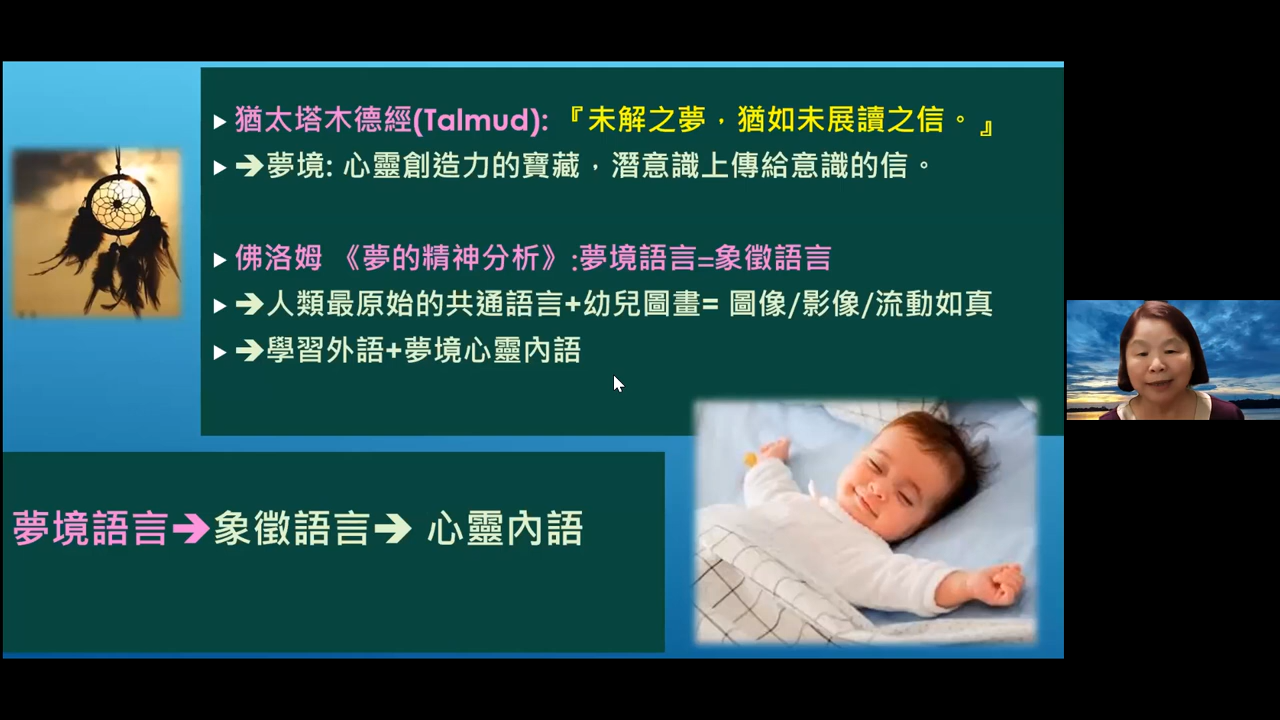 猶太塔木德經(Talmud): 『未解之夢，猶如未展讀之信。』
➔夢境: 心靈創造力的寶藏，潛意識上傳給意識的信。
佛洛姆 《夢的精神分析》:夢境語言=象徵語言
➔人類最原始的共通語言+幼兒圖畫= 圖像/影像/流動如真
➔學習外語+夢境心靈內語
夢境語言➔象徵語言➔ 心靈內語